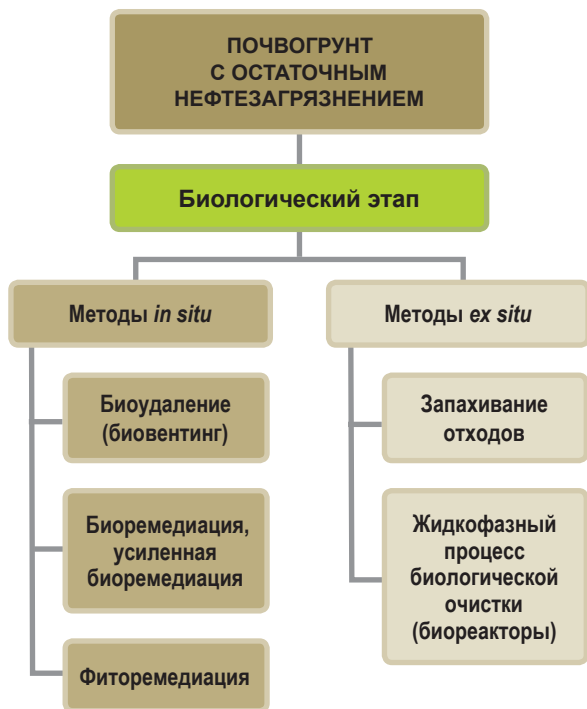 ПОЧВОГРУНТ
С ОСТАТОЧНЫМ
НЕФТЕЗАГРЯЗНЕНИЕМ
Биологический этап
Методы in situ
Биоудаление
(биовентинг)
Биоремедиация,
усиленная
биоремедиация
Фиторемедиация
Методы ex situ
Запахивание
отходов
Жидкофазный
процесс
биологической
очистки
(биореакторы)